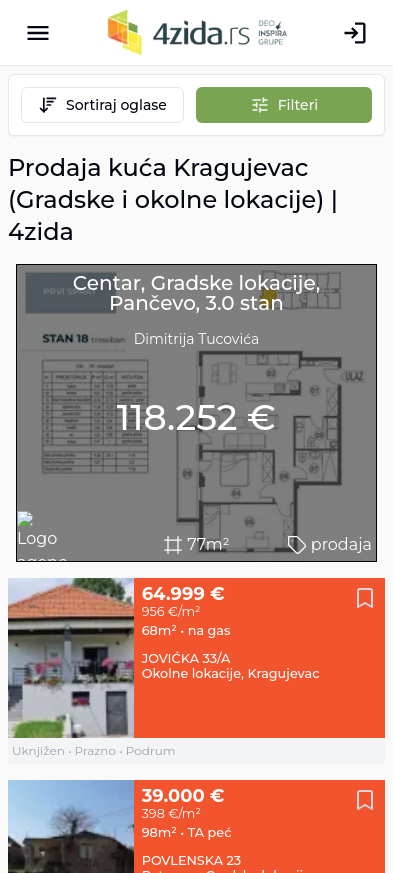 4zida.rs
DEO
INSPIRA
GRUPE
Sortiraj oglase
Filteri
Prodaja kuća Kragujevac
(Gradske i okolne lokacije) |
4zida
Centar, Gradske lokacije,
Pančevo, 3.0 stan
PRVI SPRAT
STAN 18 trosoban
Dimitrija Tucovića
ULAZ
118.252 €
Logo
77m²
prodaja
64.999 €
956 €/m²
68m² • na gas
JOVIĆKA 33/A
Okolne lokacije, Kragujevac
Uknjižen • Prazno • Podrum
39.000 €
398 €/m²
98m² • TA peć
POVLENSKA 23